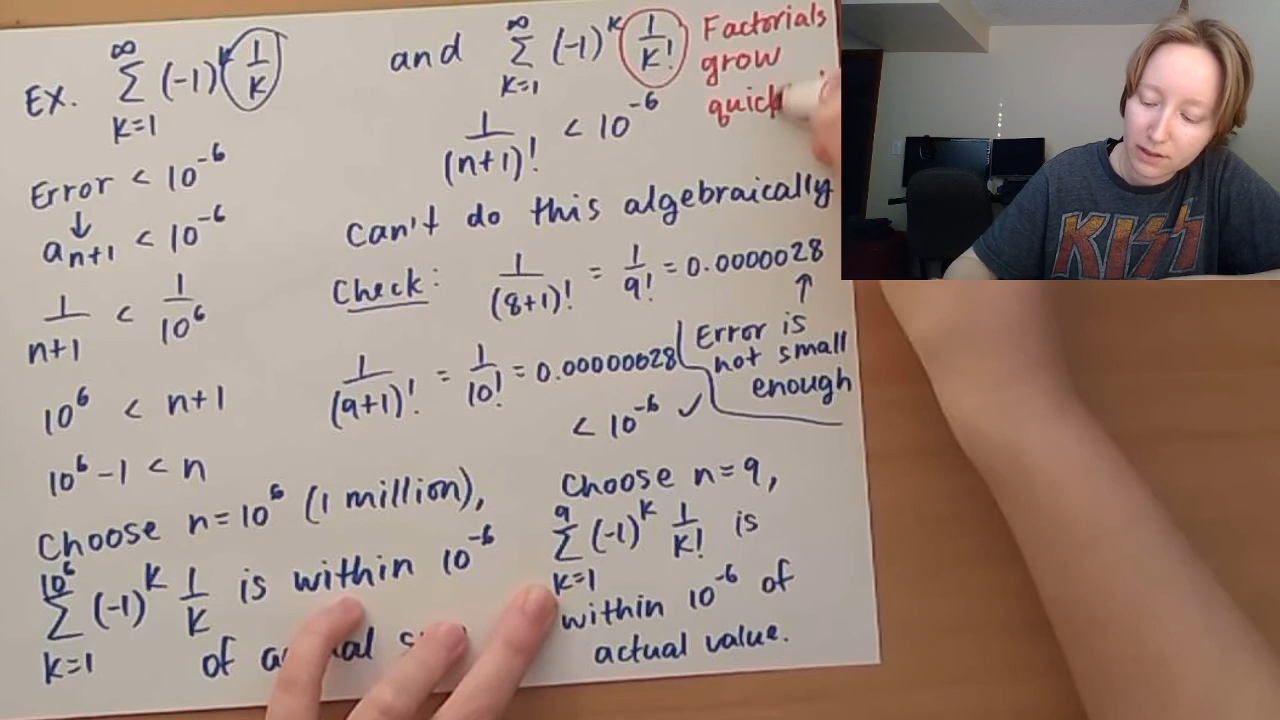 Ex. ∞ Σ k=1 (-1)^k 1/k and ∞ Σ k=1 (-1)^k 1/k! Factorials
grow
Error < 10^-6
1/(n+1)! < 10^-6
↓
a_n+1 < 10^-6
can't do this algebraically
1/(n+1) < 1/10^6
Check: 1/(8+1)! = 1/9! = 0.0000028
↑
Error is
not small
enough
10^6 < n+1
1/(9+1)! = 1/10! = 0.00000028
< 10^-6 ✓
10^6 - 1 < n
Choose n=10^6 (1 million),
10^6 Σ k=1 (-1)^k 1/k is within 10^-6
of
Choose n=9,
9 Σ k=1 (-1)^k 1/k! is
within 10^-6 of
actual value.
KISS